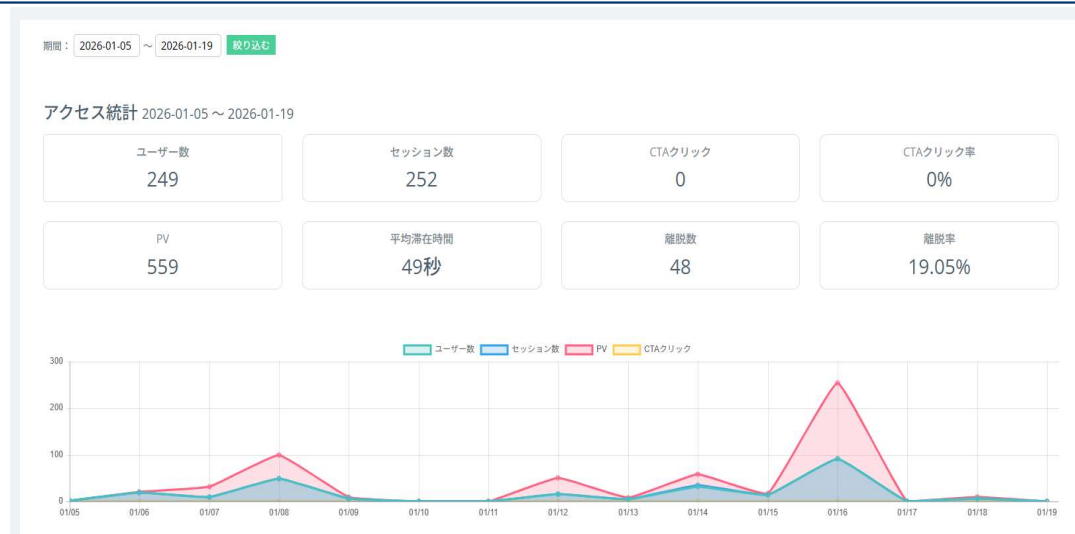 期間： 2026-01-05 ～ 2026-01-19 絞り込む
アクセス統計 2026-01-05 ～ 2026-01-19
ユーザー数 セッション数 CTAクリック CTAクリック率
249 252 0 0%
PV 平均滞在時間 離脱数 離脱率
559 49秒 48 19.05%
ユーザー数 セッション数 PV CTAクリック
300
200
100
0
01/05 01/06 01/07 01/08 01/09 01/10 01/11 01/12 01/13 01/14 01/15 01/16 01/17 01/18 01/19